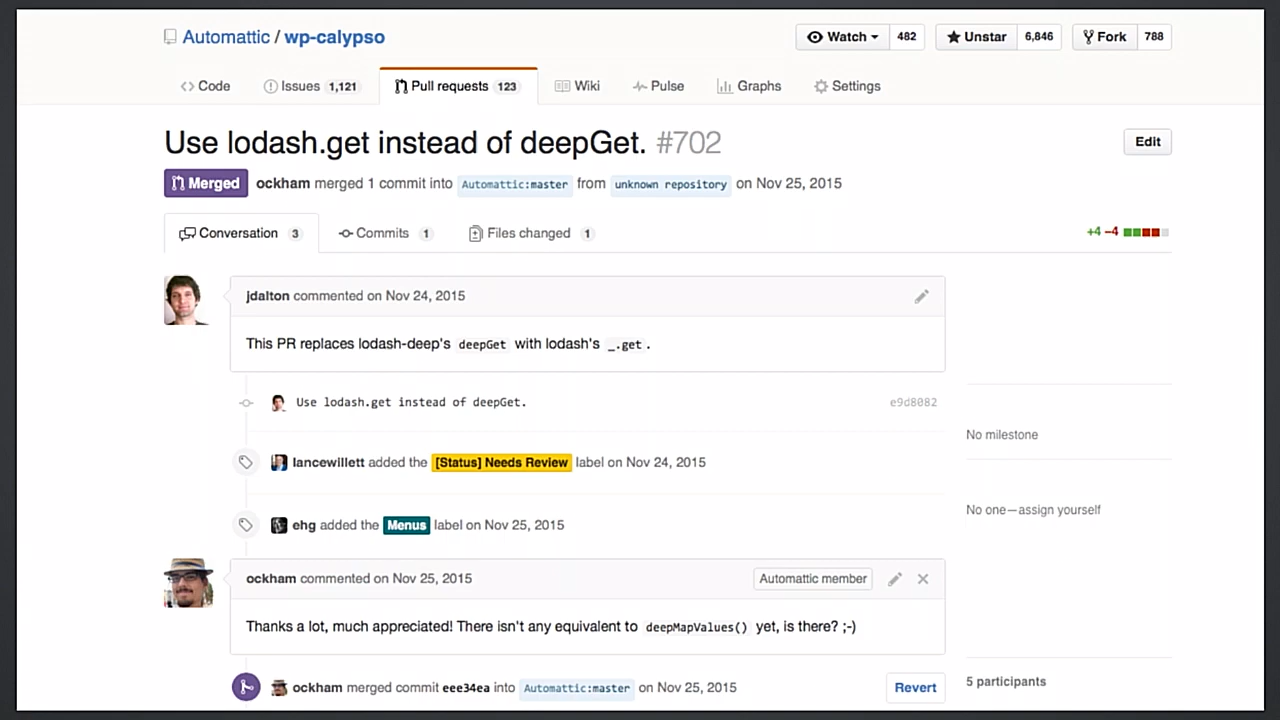 Automattic / wp-calypso
Watch 482 Unstar 6,846 Fork 788
Code Issues 1,121 Pull requests 123 Wiki Pulse Graphs Settings
Use lodash.get instead of deepGet. #702 Edit
Merged ockham merged 1 commit into Automattic:master from unknown repository on Nov 25, 2015
Conversation 3 Commits 1 Files changed 1 +4 −4
jdalton commented on Nov 24, 2015
This PR replaces lodash-deep's deepGet with lodash's _.get .
Use lodash.get instead of deepGet. e9d8082
No milestone
lancewillett added the [Status] Needs Review label on Nov 24, 2015
No one—assign yourself
ehg added the Menus label on Nov 25, 2015
ockham commented on Nov 25, 2015 Automattic member
Thanks a lot, much appreciated! There isn't any equivalent to deepMapValues() yet, is there? ;-)
ockham merged commit eee34ea into Automattic:master on Nov 25, 2015 Revert
5 participants